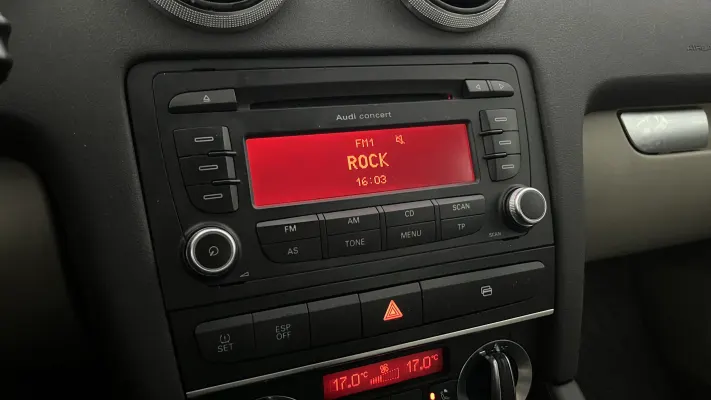 Audi concert
FM1
ROCK
16:03
FM
AM
CD
SCAN
AS
TONE
MENU
TP
SCAN
SET
ESP
OFF
17.0°C
17.0°C